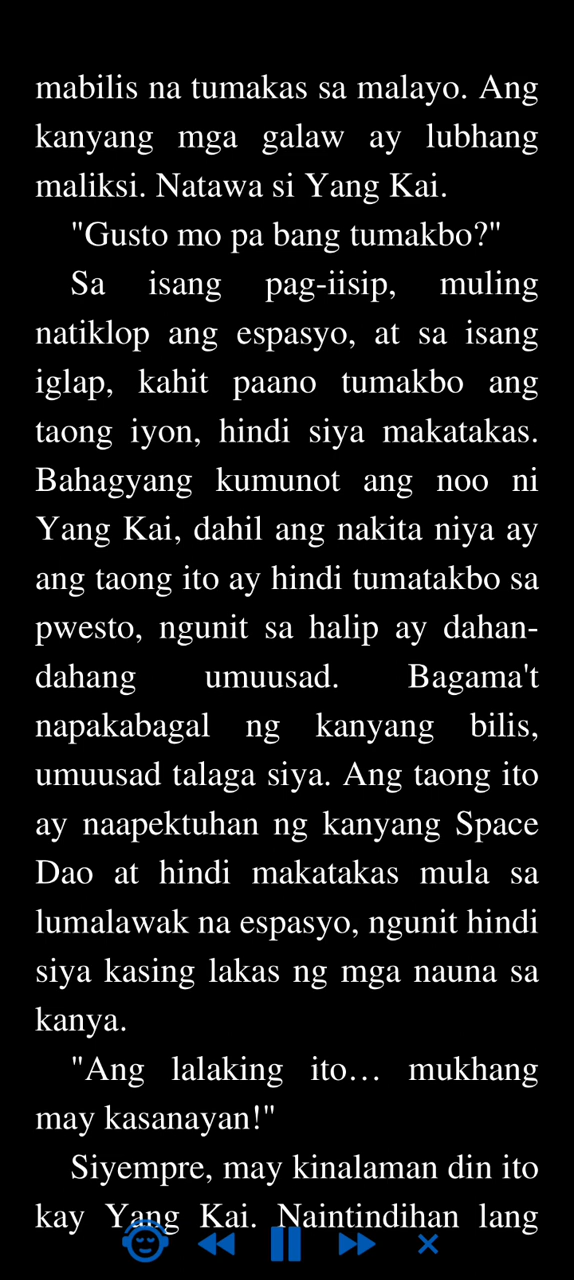 mabilis na tumakas sa malayo. Ang
kanyang mga galaw ay lubhang
maliksi. Natawa si Yang Kai.
"Gusto mo pa bang tumakbo?"
Sa isang pag-iisip, muling
natiklop ang espasyo, at sa isang
iglap, kahit paano tumakbo ang
taong iyon, hindi siya makatakas.
Bahagyang kumunot ang noo ni
Yang Kai, dahil ang nakita niya ay
ang taong ito ay hindi tumatakbo sa
pwesto, ngunit sa halip ay dahan-
dahang umuusad. Bagama't
napakabagal ng kanyang bilis,
umuusad talaga siya. Ang taong ito
ay naapektuhan ng kanyang Space
Dao at hindi makatakas mula sa
lumalawak na espasyo, ngunit hindi
siya kasing lakas ng mga nauna sa
kanya.
"Ang lalaking ito… mukhang
may kasanayan!"
Siyempre, may kinalaman din ito
kay Yang Kai. Naintindihan lang